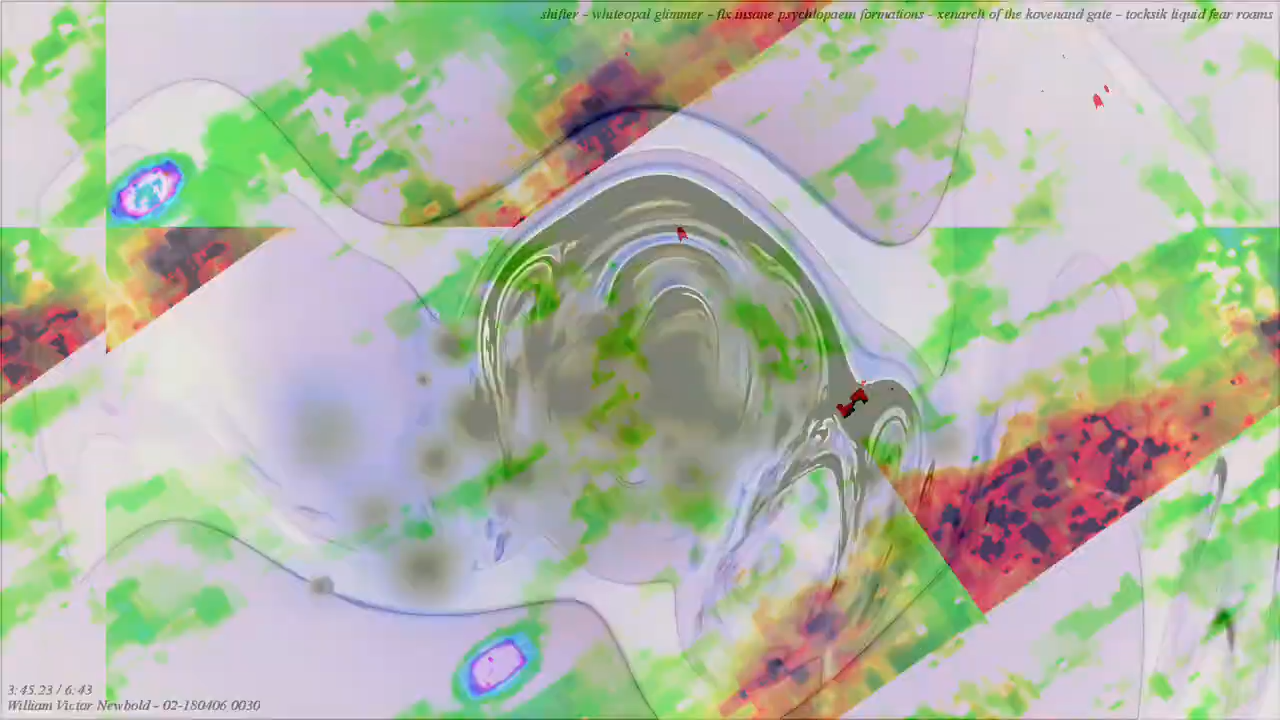 shifter - whiteopal glimmer - fix insane psychlopaem formations - xenarch of the kovenand gate - tocksik liquid fear roams
3: 45.23 / 6. 43
William Victor Newbold - 02-180406 0030